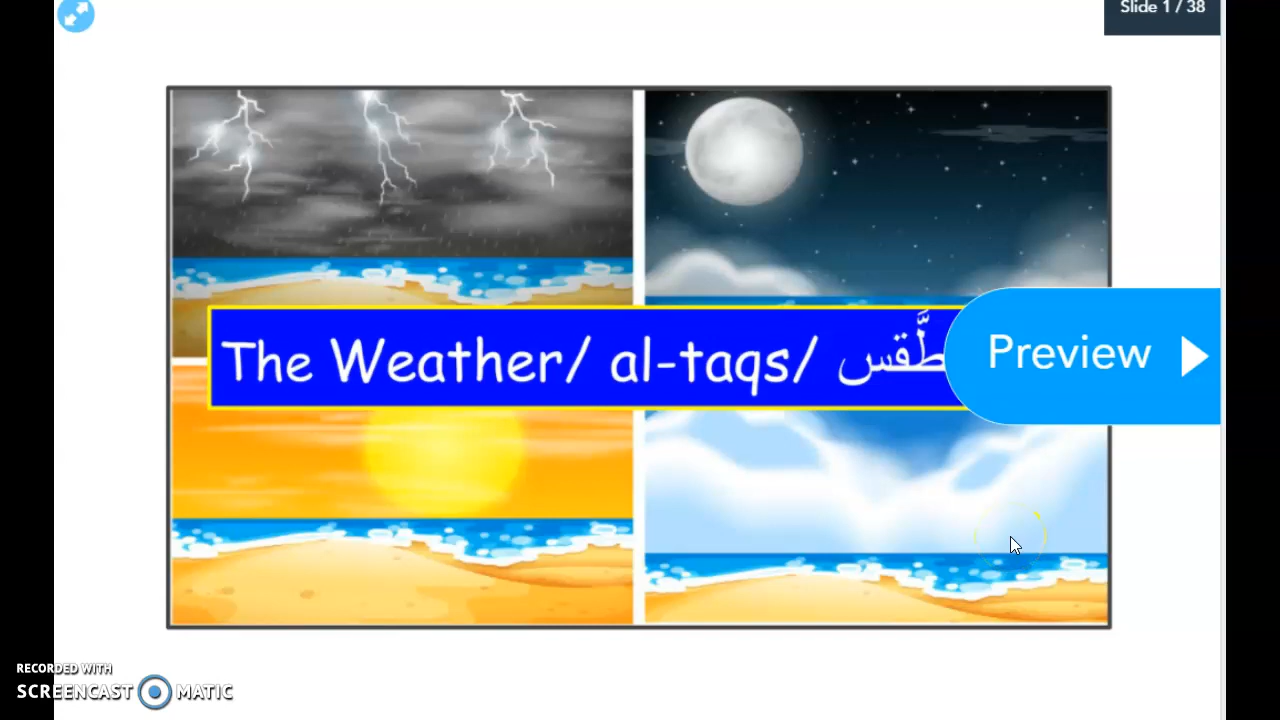 Slide 1 / 38
The Weather/ al-taqs/ طَّقس
Preview
RECORDED WITH
SCREENCAST MATIC